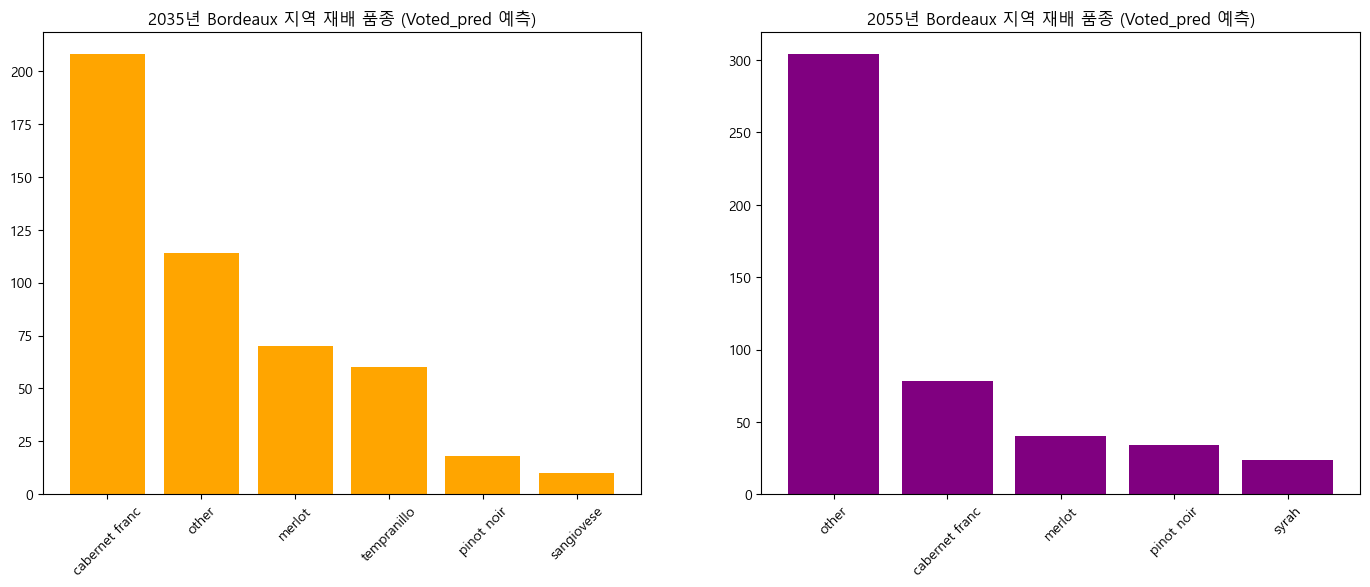 2035년 Bordeaux 지역 재배 품종 (Voted_pred 예측)
200
175
150
125
100
75
50
25
0
cabernet franc
other
merlot
tempranillo
pinot noir
sangiovese
2055년 Bordeaux 지역 재배 품종 (Voted_pred 예측)
300
250
200
150
100
50
0
other
cabernet franc
merlot
pinot noir
syrah